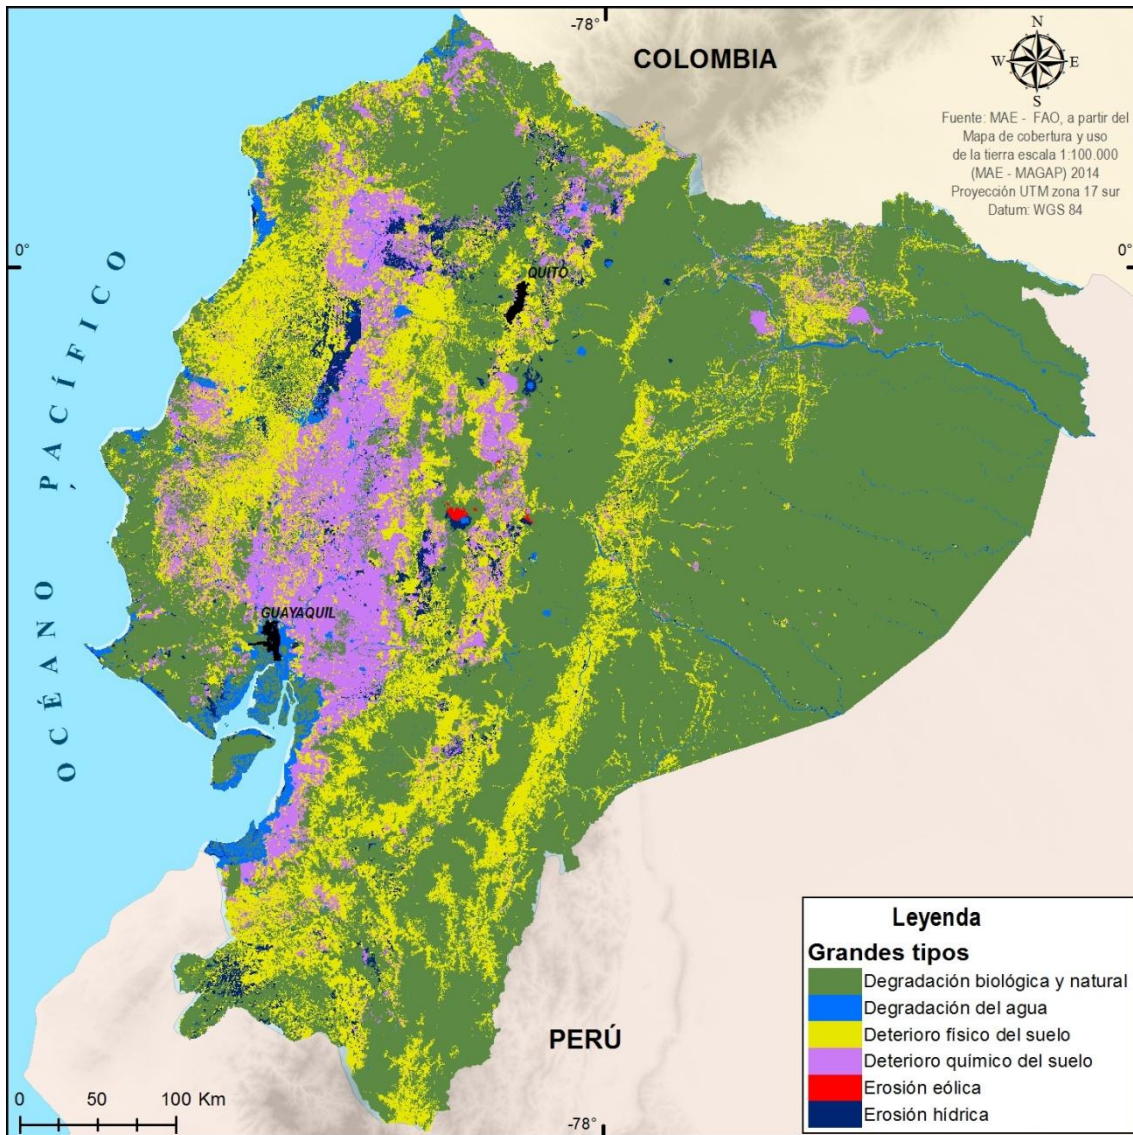 -78°
COLOMBIA
N
W E
S
Fuente: MAE - FAO, a partir del
Mapa de cobertura y uso
de la tierra escala 1:100.000
(MAE - MAGAP) 2014
Proyección UTM zona 17 sur
Datum: WGS 84
0°
0°
QUITO
OCÉANO PACÍFICO
GUAYAQUIL
Leyenda
Grandes tipos
Degradación biológica y natural
Degradación del agua
Deterioro físico del suelo
Deterioro químico del suelo
Erosión eólica
Erosión hídrica
PERÚ
0 50 100 Km
-78°